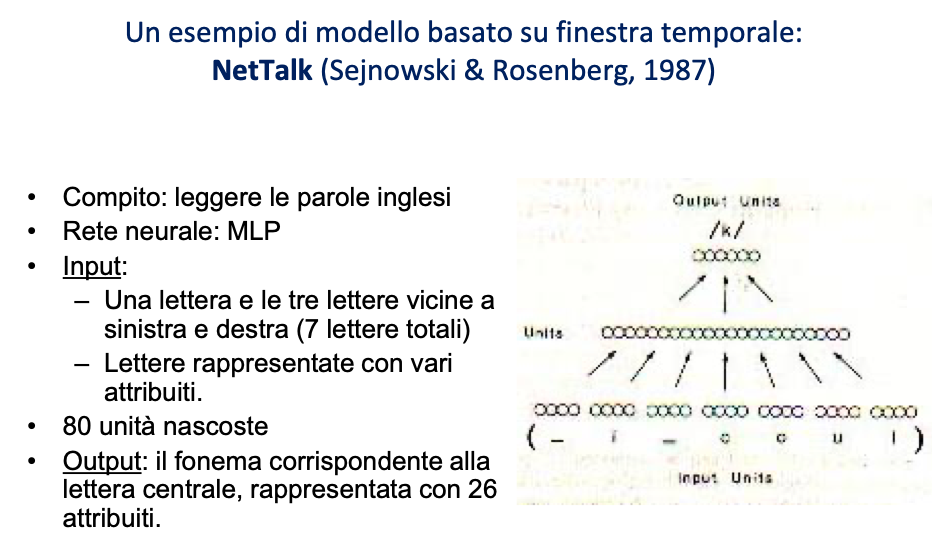 Un esempio di modello basato su finestra temporale:
NetTalk (Sejnowski & Rosenberg, 1987)
• Compito: leggere le parole inglesi
• Rete neurale: MLP
• Input:
– Una lettera e le tre lettere vicine a
sinistra e destra (7 lettere totali)
– Lettere rappresentate con vari
attribuiti.
• 80 unità nascoste
• Output: il fonema corrispondente alla
lettera centrale, rappresentata con 26
attribuiti.
Output Units
/k/
Units
( – i – c o u l )
Input Units